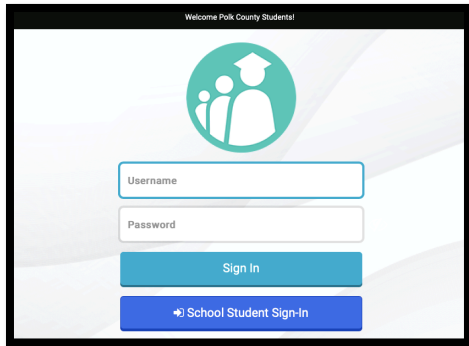 Welcome Polk County Students!
Username
Password
Sign In
School Student Sign-In